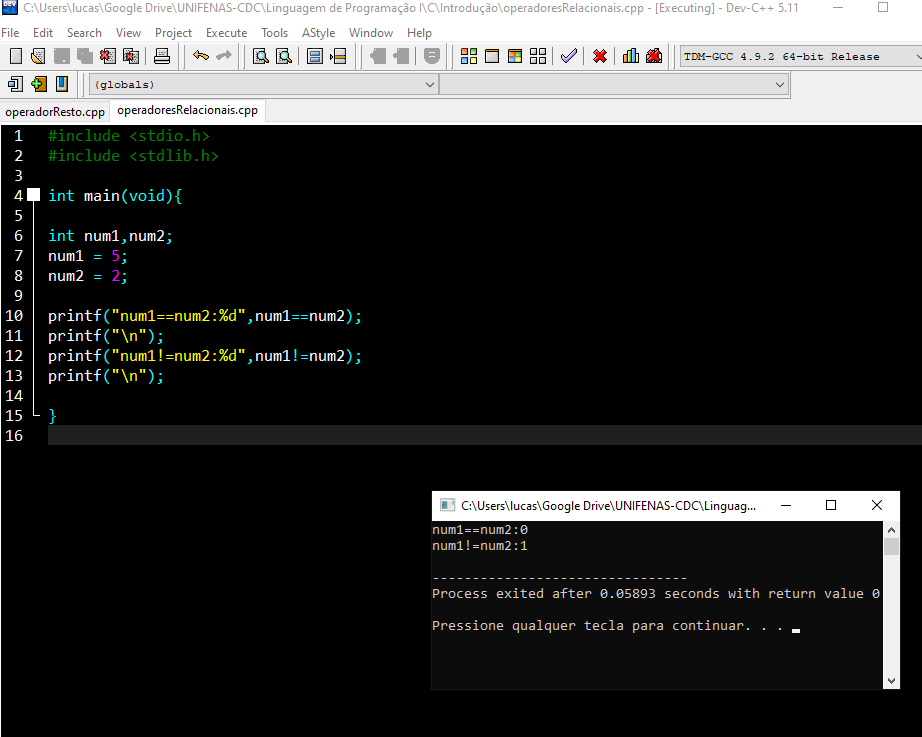 DEV
C:\Users\lucas\Google Drive\UNIFENAS-CDC\Linguagem de Programação I\C\Introdução\operadoresRelacionais.cpp - [Executing] - Dev-C++ 5.11
File Edit Search View Project Execute Tools AStyle Window Help
TDM-GCC 4.9.2 64-bit Release
(globals)
operadorResto.cpp operadoresRelacionais.cpp
1 #include <stdio.h>
2 #include <stdlib.h>
3
4 int main(void){
5
6 int num1,num2;
7 num1 = 5;
8 num2 = 2;
9
10 printf("num1==num2:%d",num1==num2);
11 printf("\n");
12 printf("num1!=num2:%d",num1!=num2);
13 printf("\n");
14
15 }
16
C:\Users\lucas\Google Drive\UNIFENAS-CDC\Linguag...
num1==num2:0
num1!=num2:1
--------------------------------
Process exited after 0.05893 seconds with return value 0
Pressione qualquer tecla para continuar. . .